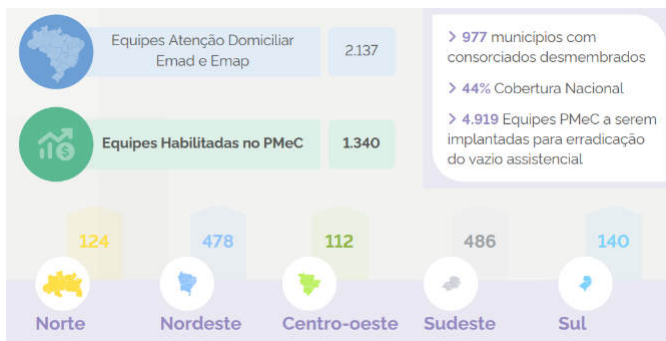 Equipes Atenção Domiciliar
Emad e Emap
2.137
Equipes Habilitadas no PMeC
1.340
> 977 municípios com
consorciados desmembrados
> 44% Cobertura Nacional
> 4.919 Equipes PMeC a serem
implantadas para erradicação
do vazio assistencial
124
478
112
486
140
Norte
Nordeste
Centro-oeste
Sudeste
Sul